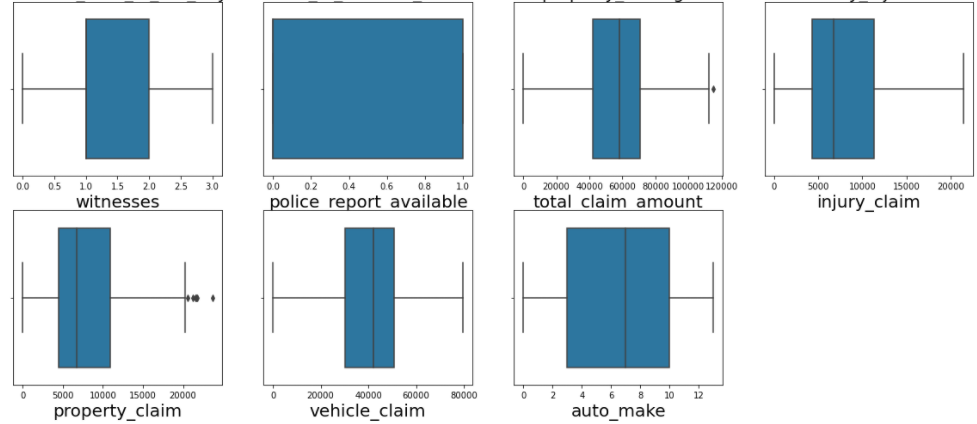 0.0 0.5 1.0 1.5 2.0 2.5 3.0
witnesses
0.0 0.2 0.4 0.6 0.8 1.0
police_report_available
0 20000 40000 60000 80000 100000 120000
total_claim_amount
0 5000 10000 15000 20000
injury_claim
0 5000 10000 15000 20000
property_claim
0 20000 40000 60000 80000
vehicle_claim
0 2 4 6 8 10 12
auto_make